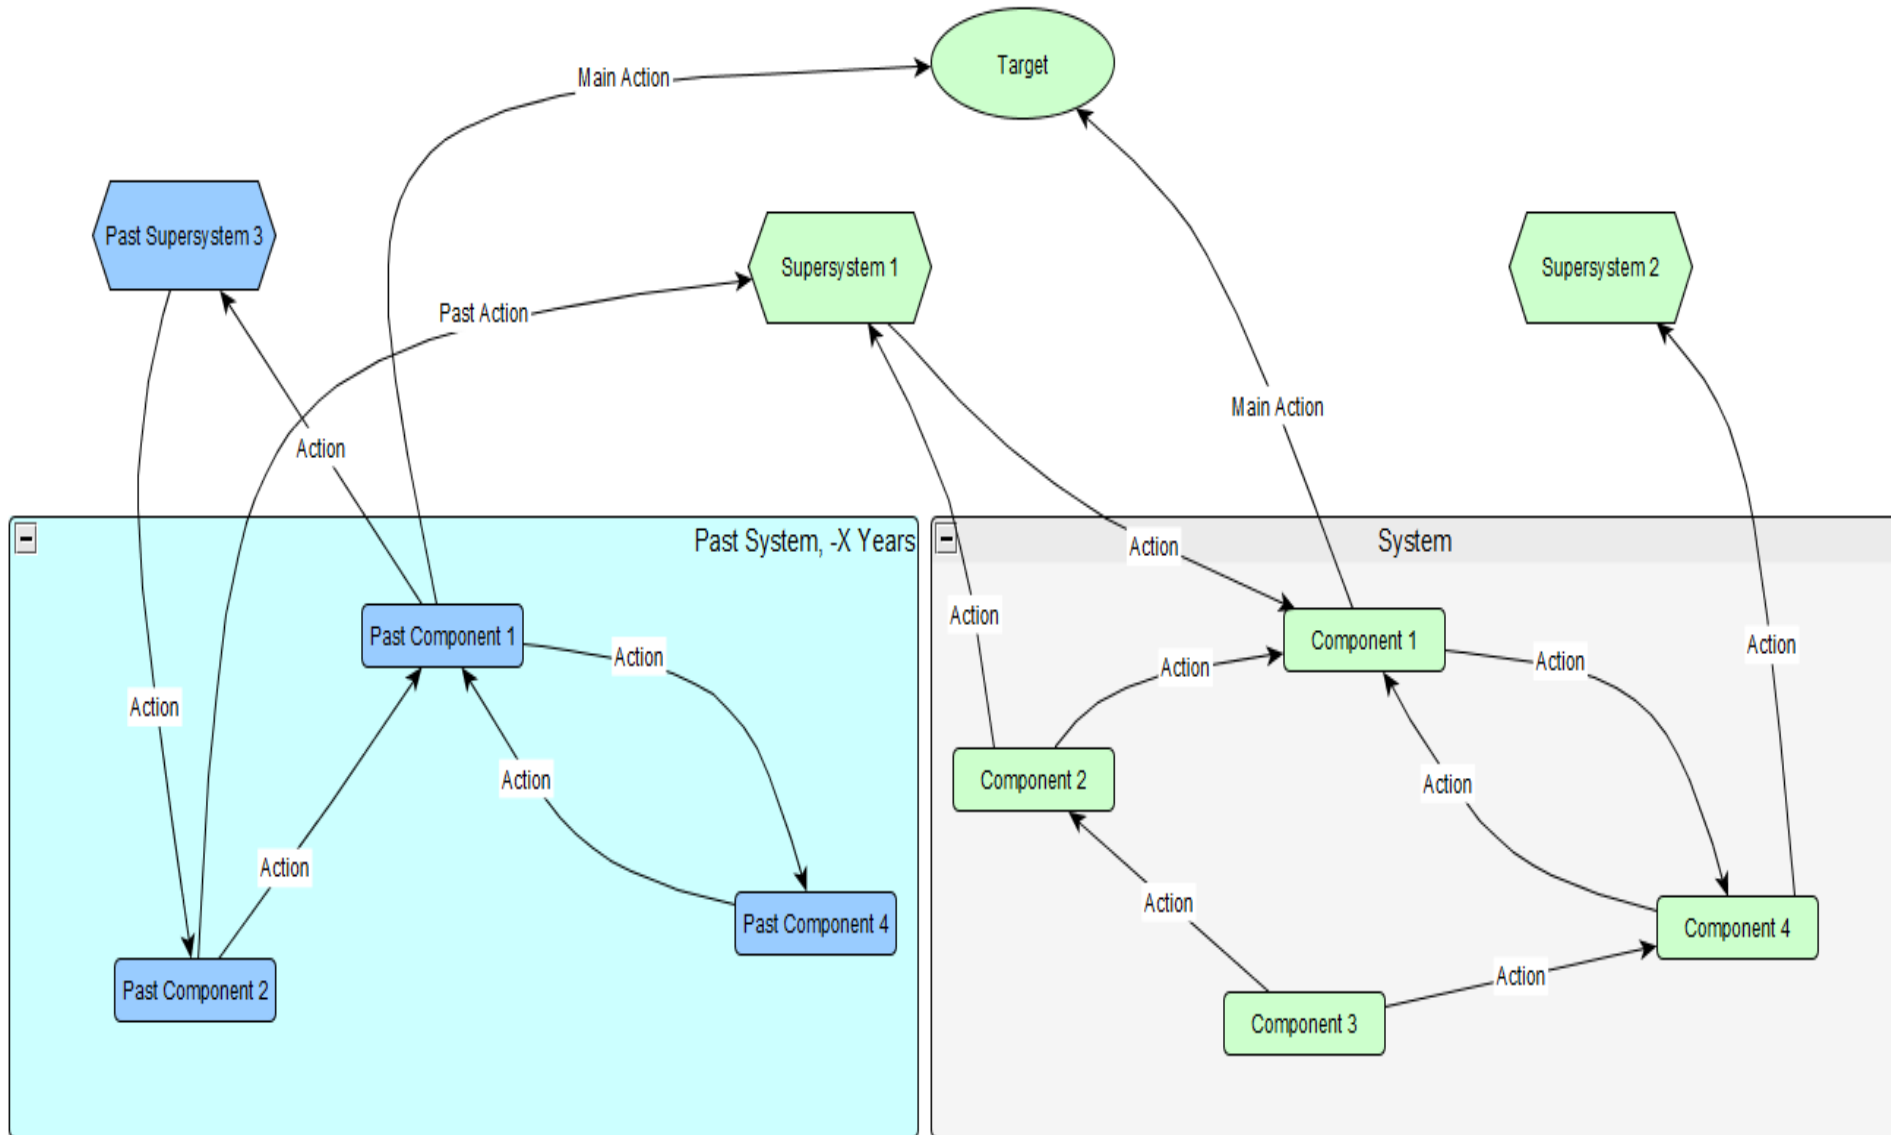 Target
Main Action
Past Supersystem 3
Supersystem 1
Supersystem 2
Past Action
Main Action
Action
Past System, -X Years
System
Action
Action
Past Component 1
Component 1
Action
Action
Action
Action
Action
Action
Action
Component 2
Action
Action
Action
Past Component 4
Component 4
Past Component 2
Action
Component 3